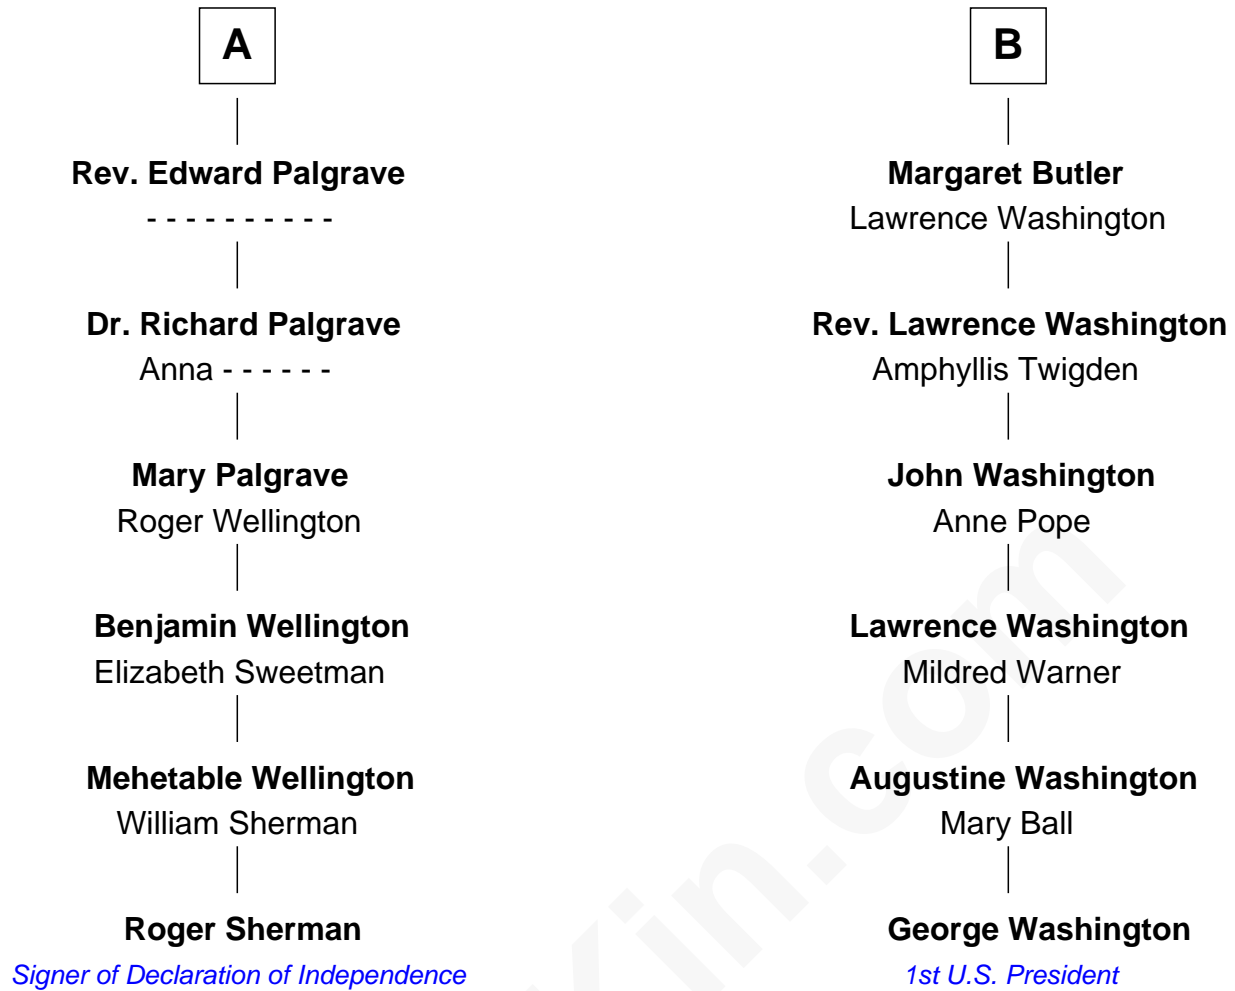 A
Rev. Edward Palgrave
- - - - - - - - - -
Dr. Richard Palgrave
Anna - - - - - -
Mary Palgrave
Roger Wellington
Benjamin Wellington
Elizabeth Sweetman
Mehetable Wellington
William Sherman
Roger Sherman
Signer of Declaration of Independence
B
Margaret Butler
Lawrence Washington
Rev. Lawrence Washington
Amphyllis Twigden
John Washington
Anne Pope
Lawrence Washington
Mildred Warner
Augustine Washington
Mary Ball
George Washington
1st U.S. President